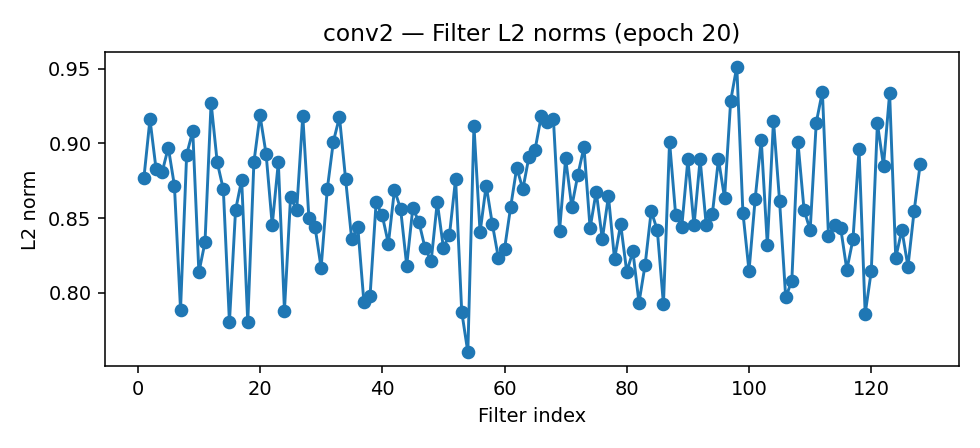 conv2 — Filter L2 norms (epoch 20)
0.95
0.90
0.85
0.80
L2 norm
0 20 40 60 80 100 120
Filter index